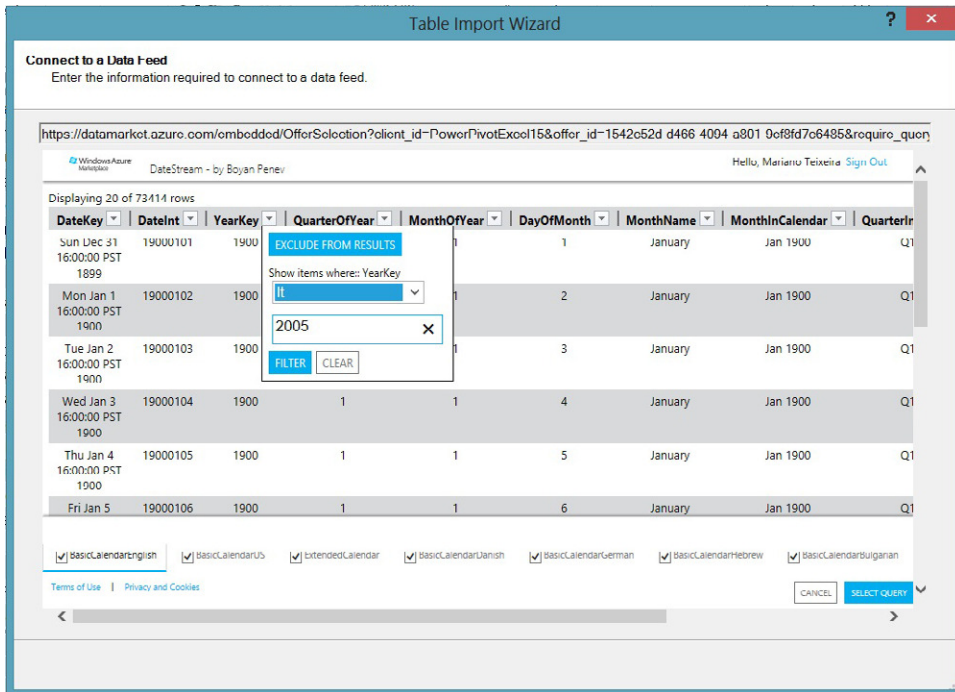 Table Import Wizard
?
×
Connect to a Data Feed
Enter the information required to connect to a data feed.
https://datamarket.azure.com/embedded/OfferSelection?client_id=PowerPivotExcel15&offer_id=1542e52d d466 4094 a801 9ef8fd7c6485&require_query
Windows Azure
Marketplace
DateStream - by Boyan Penev
Hello, Mariano Teixeira Sign Out
Displaying 20 of 73414 rows
DateKey DateInt YearKey QuarterOfYear MonthOfYear DayOfMonth MonthName MonthInCalendar QuarterIn
Sun Dec 31 16:00:00 PST 1899 19000101 1900 1 1 January Jan 1900 Q1
Mon Jan 1 16:00:00 PST 1900 19000102 1900 1 2 January Jan 1900 Q1
Tue Jan 2 16:00:00 PST 1900 19000103 1900 1 3 January Jan 1900 Q1
EXCLUDE FROM RESULTS
Show items where:: YearKey
lt
2005
×
FILTER CLEAR
Wed Jan 3 16:00:00 PST 1900 19000104 1900 1 1 4 January Jan 1900 Q1
Thu Jan 4 16:00:00 PST 1900 19000105 1900 1 1 5 January Jan 1900 Q1
Fri Jan 5 19000106 1900 1 1 6 January Jan 1900 Q1
BasicCalendarEnglish BasicCalendarUS ExtendedCalendar BasicCalendarDanish BasicCalendarGerman BasicCalendarHebrew BasicCalendarBulgarian
Terms of Use | Privacy and Cookies
CANCEL SELECT QUERY